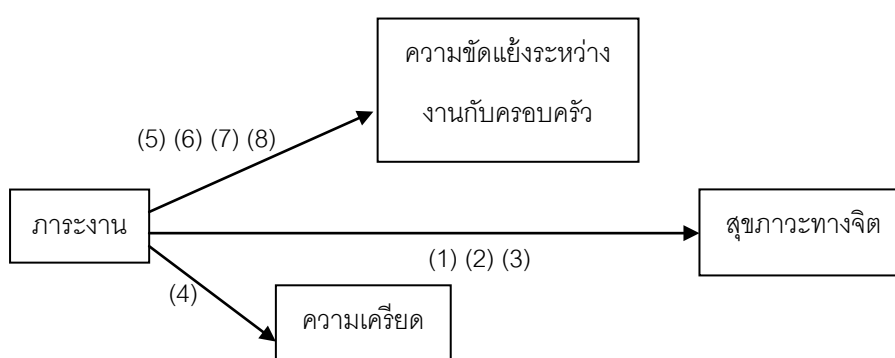 ความขัดแย้งระหว่าง
งานกับครอบครัว
(5) (6) (7) (8)
ภาระงาน
สุขภาวะทางจิต
(1) (2) (3)
(4)
ความเครียด